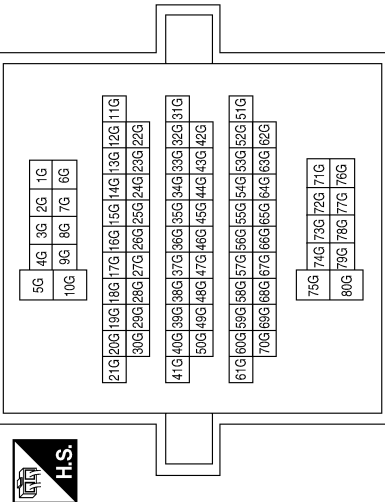 H.S.
5G 4G 3G 2G 1G
10G 9G 8G 7G 6G
21G 20G 19G 18G 17G 16G 15G 14G 13G 12G 11G
30G 29G 28G 27G 26G 25G 24G 23G 22G
41G 40G 39G 38G 37G 36G 35G 34G 33G 32G 31G
50G 49G 48G 47G 46G 45G 44G 43G 42G
61G 60G 59G 58G 57G 56G 55G 54G 53G 52G 51G
70G 69G 68G 67G 66G 65G 64G 63G 62G
75G 74G 73G 72G 71G
80G 79G 78G 77G 76G